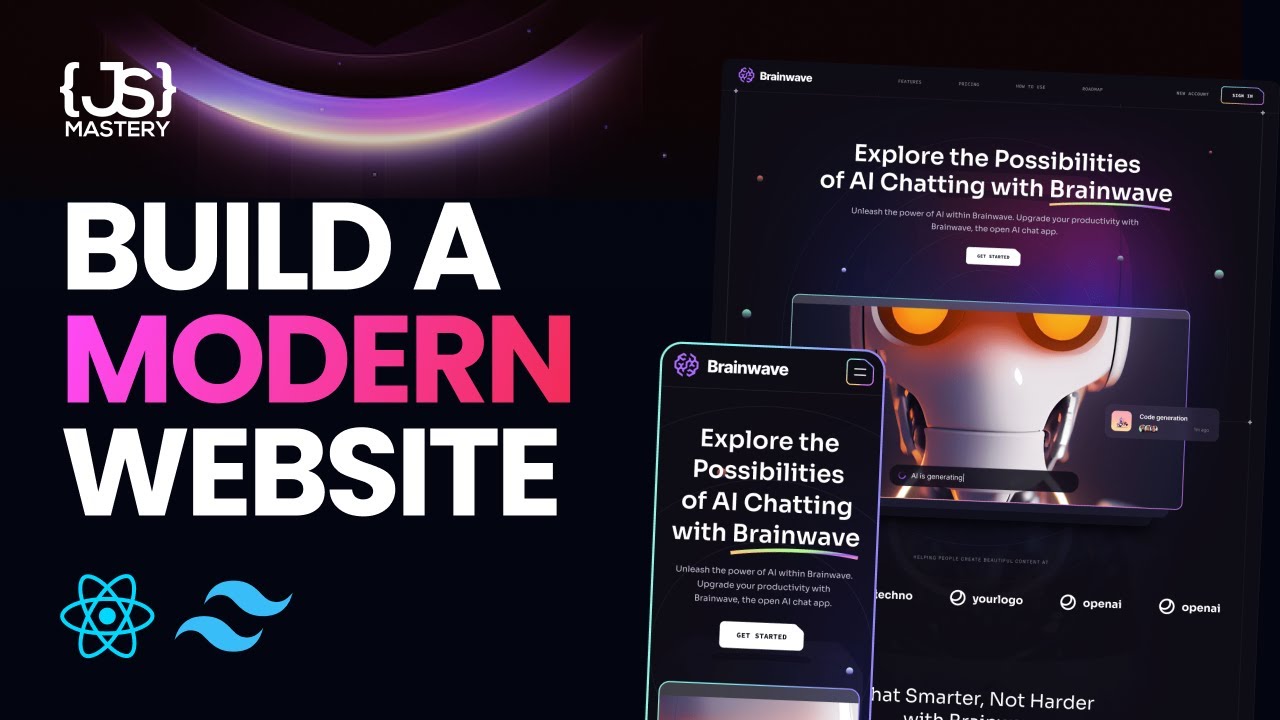 {JS}
MASTERY
BUILD A
MODERN
WEBSITE
Brainwave
FEATURES
PRICING
HOW TO USE
ROADMAP
NEW ACCOUNT
SIGN IN
Explore the Possibilities
of AI Chatting with Brainwave
Unleash the power of AI within Brainwave. Upgrade your productivity with
Brainwave, the open AI chat app.
GET STARTED
Code generation
1m ago
AI is generating
HELPING PEOPLE CREATE BEAUTIFUL CONTENT AT
techno
yourlogo
openai
openai
hat Smarter, Not Harder
with Brainw
Brainwave
Explore the
Possibilities
of AI Chatting
with Brainwave
Unleash the power of AI within Brainwave.
Upgrade your productivity with
Brainwave, the open AI chat app.
GET STARTED